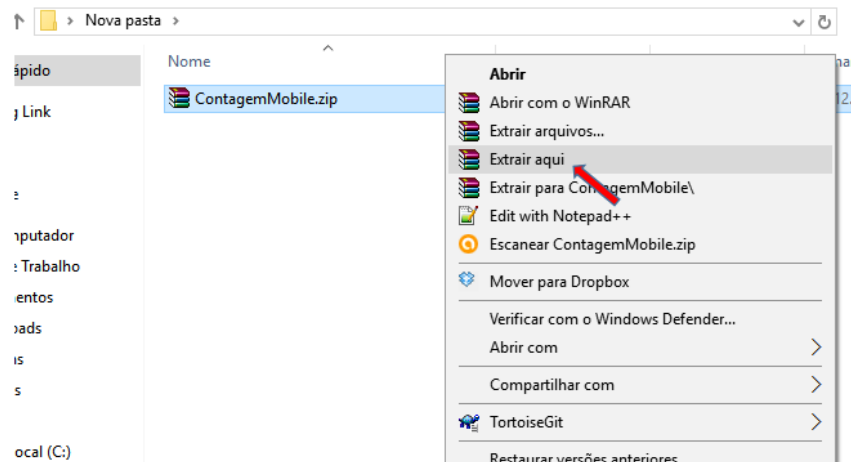 Nova pasta
Nome
ápido
ContagemMobile.zip
12.
Link
Abrir
Abrir com o WinRAR
Extrair arquivos...
Extrair aqui
Extrair para ContagemMobile\
Edit with Notepad++
Escanear ContagemMobile.zip
Mover para Dropbox
Verificar com o Windows Defender...
Abrir com
Compartilhar com
TortoiseGit
Restaurar versões anteriores
nputador
e Trabalho
entos
oads
as
s
ocal (C:)